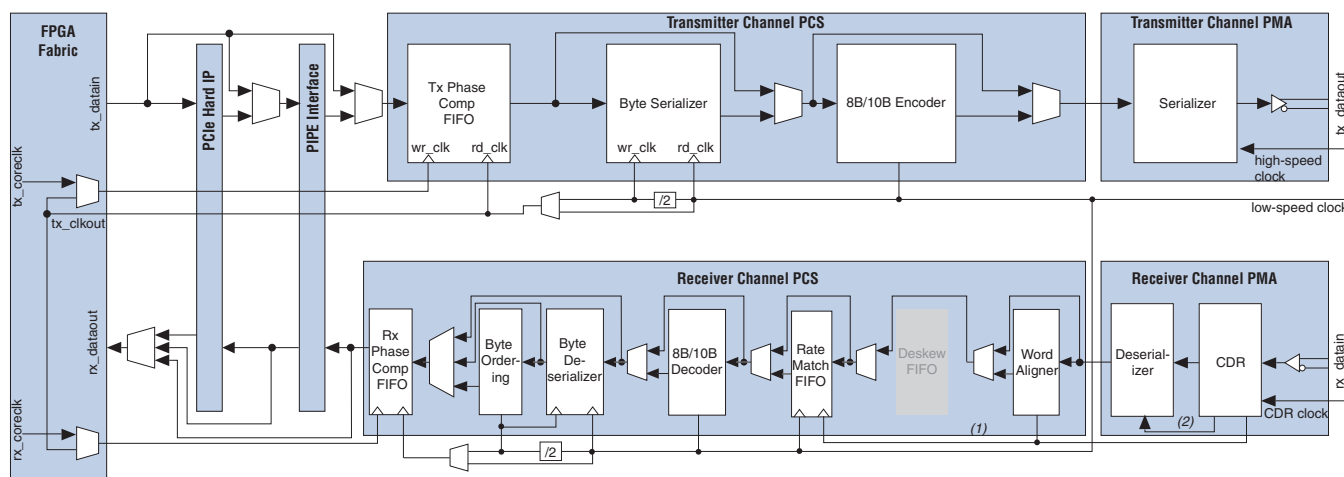 FPGA
Fabric
Transmitter Channel PCS
Transmitter Channel PMA
tx_datain
PCIe Hard IP
PIPE Interface
Tx Phase
Comp
FIFO
wr_clk
rd_clk
Byte Serializer
wr_clk
rd_clk
8B/10B Encoder
Serializer
tx_dataout
high-speed
clock
tx_coreclk
/2
low-speed clock
tx_clkout
Receiver Channel PCS
Receiver Channel PMA
rx_dataout
Rx
Phase
Comp
FIFO
Byte
Order-
ing
Byte
De-
serializer
8B/10B
Decoder
Rate
Match
FIFO
Deskew
FIFO
Word
Aligner
Deserial-
izer
CDR
rx_datain
CDR clock
rx_coreclk
(1)
(2)
/2